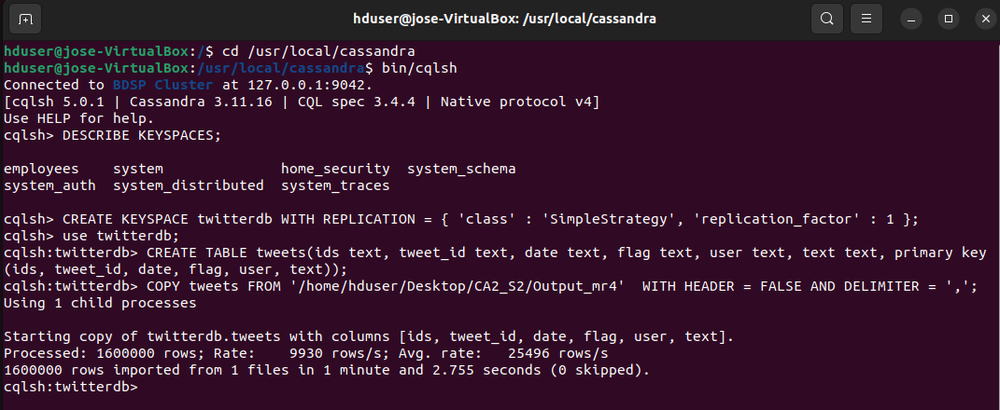 hduser@jose-VirtualBox: /usr/local/cassandra
hduser@jose-VirtualBox:/$ cd /usr/local/cassandra
hduser@jose-VirtualBox:/usr/local/cassandra$ bin/cqlsh
Connected to BDSP Cluster at 127.0.0.1:9042.
[cqlsh 5.0.1 | Cassandra 3.11.16 | CQL spec 3.4.4 | Native protocol v4]
Use HELP for help.
cqlsh> DESCRIBE KEYSPACES;
employees    system              home_security  system_schema
system_auth  system_distributed  system_traces
cqlsh> CREATE KEYSPACE twitterdb WITH REPLICATION = { 'class' : 'SimpleStrategy', 'replication_factor' : 1 };
cqlsh> use twitterdb;
cqlsh:twitterdb> CREATE TABLE tweets(ids text, tweet_id text, date text, flag text, user text, text text, primary key
(ids, tweet_id, date, flag, user, text));
cqlsh:twitterdb> COPY tweets FROM '/home/hduser/Desktop/CA2_S2/Output_mr4'  WITH HEADER = FALSE AND DELIMITER = ',';
Using 1 child processes
Starting copy of twitterdb.tweets with columns [ids, tweet_id, date, flag, user, text].
Processed: 1600000 rows; Rate:    9930 rows/s; Avg. rate:   25496 rows/s
1600000 rows imported from 1 files in 1 minute and 2.755 seconds (0 skipped).
cqlsh:twitterdb>